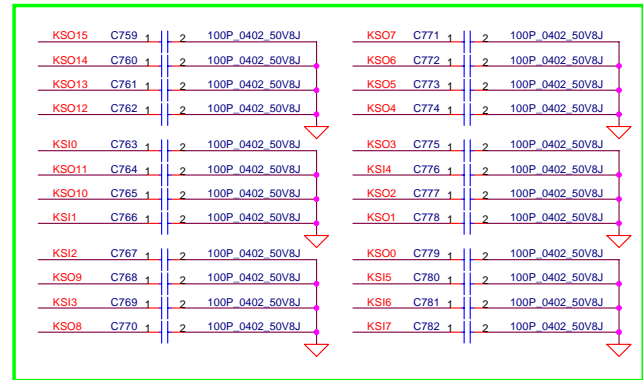 KSO15 C759 1 2 100P_0402_50V8J
KSO14 C760 1 2 100P_0402_50V8J
KSO13 C761 1 2 100P_0402_50V8J
KSO12 C762 1 2 100P_0402_50V8J
KSI0 C763 1 2 100P_0402_50V8J
KSO11 C764 1 2 100P_0402_50V8J
KSO10 C765 1 2 100P_0402_50V8J
KSI1 C766 1 2 100P_0402_50V8J
KSI2 C767 1 2 100P_0402_50V8J
KSO9 C768 1 2 100P_0402_50V8J
KSI3 C769 1 2 100P_0402_50V8J
KSO8 C770 1 2 100P_0402_50V8J
KSO7 C771 1 2 100P_0402_50V8J
KSO6 C772 1 2 100P_0402_50V8J
KSO5 C773 1 2 100P_0402_50V8J
KSO4 C774 1 2 100P_0402_50V8J
KSO3 C775 1 2 100P_0402_50V8J
KSI4 C776 1 2 100P_0402_50V8J
KSO2 C777 1 2 100P_0402_50V8J
KSO1 C778 1 2 100P_0402_50V8J
KSO0 C779 1 2 100P_0402_50V8J
KSI5 C780 1 2 100P_0402_50V8J
KSI6 C781 1 2 100P_0402_50V8J
KSI7 C782 1 2 100P_0402_50V8J